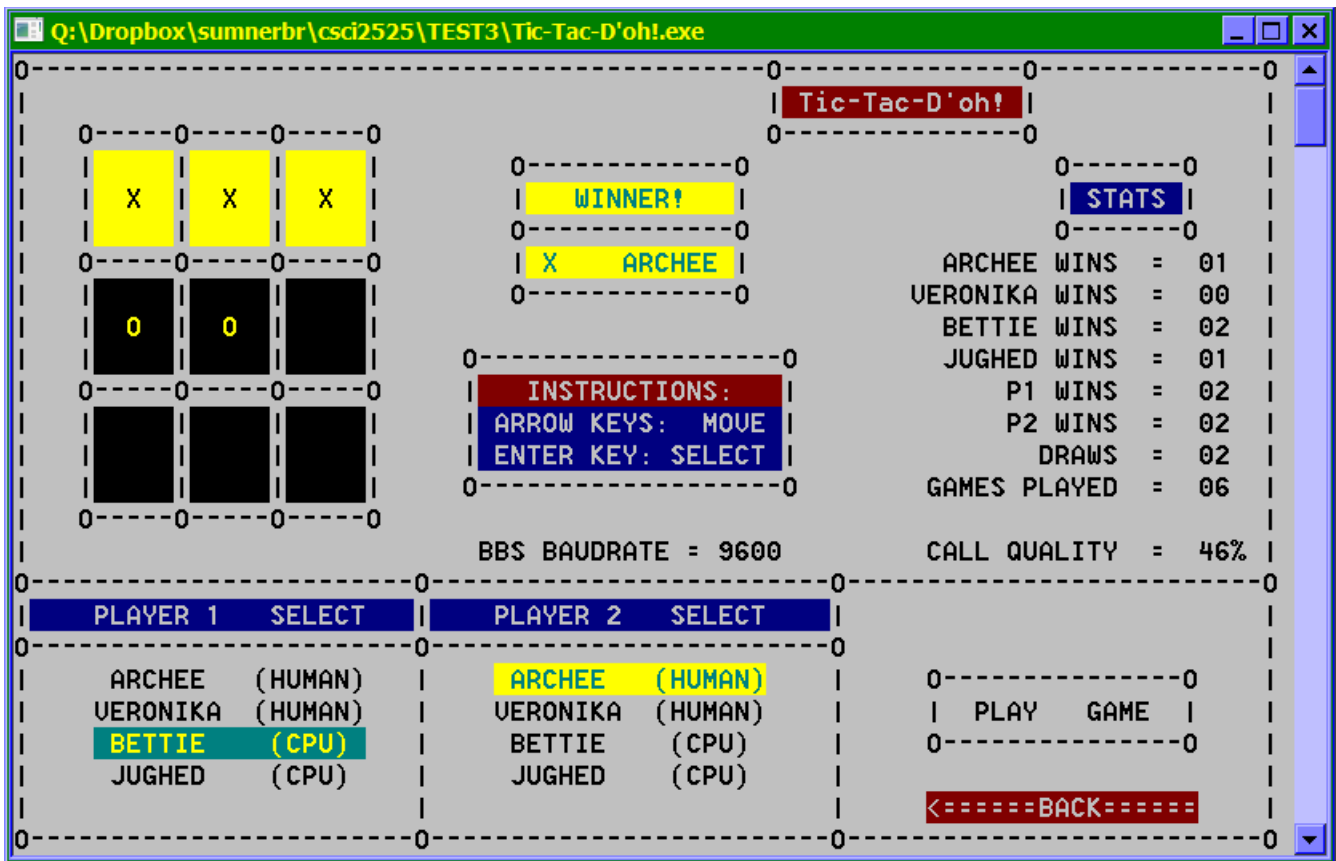 Q:\Dropbox\sumnerbr\csci2525\TEST3\Tic-Tac-D'oh!.exe
Tic-Tac-D'oh!
X X X
O O
WINNER!
X ARCHEE
INSTRUCTIONS:
ARROW KEYS: MOVE
ENTER KEY: SELECT
BBS BAUDRATE = 9600
STATS
ARCHEE WINS = 01
VERONIKA WINS = 00
BETTIE WINS = 02
JUGHED WINS = 01
P1 WINS = 02
P2 WINS = 02
DRAWS = 02
GAMES PLAYED = 06
CALL QUALITY = 46%
PLAYER 1 SELECT
ARCHEE (HUMAN)
VERONIKA (HUMAN)
BETTIE (CPU)
JUGHED (CPU)
PLAYER 2 SELECT
ARCHEE (HUMAN)
VERONIKA (HUMAN)
BETTIE (CPU)
JUGHED (CPU)
PLAY GAME
<======BACK======